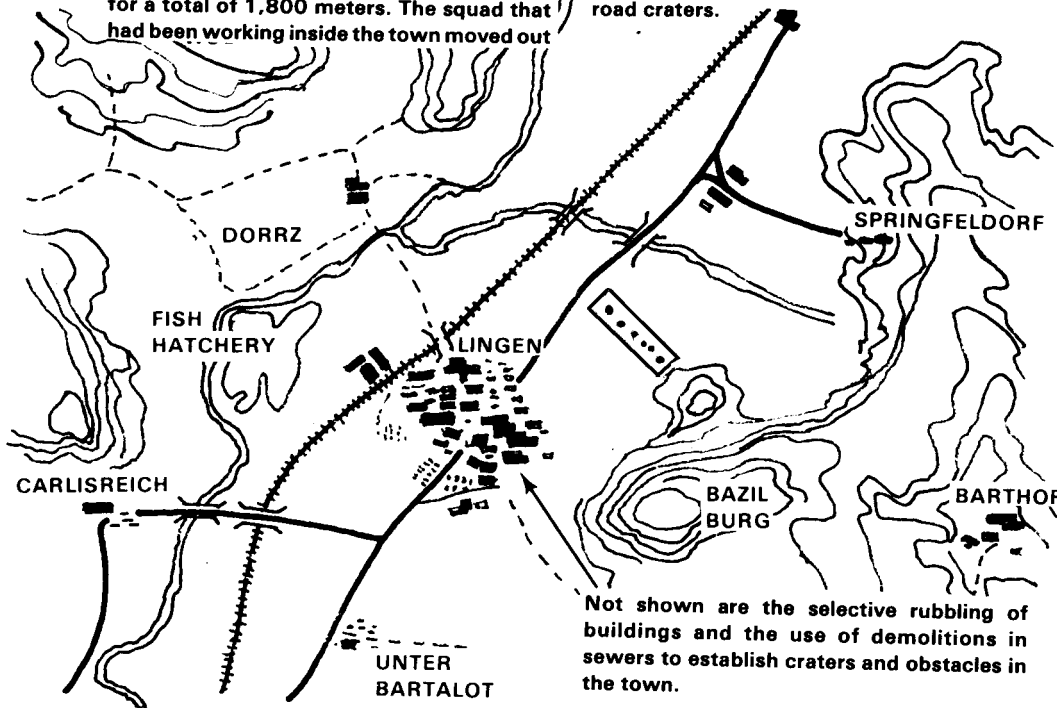 for a total of 1,800 meters. The squad that
had been working inside the town moved out
road craters.
SPRINGFELDORF
DORRZ
FISH
HATCHERY
LINGEN
CARLISREICH
BAZIL
BURG
BARTHOF
Not shown are the selective rubbling of
buildings and the use of demolitions in
sewers to establish craters and obstacles in
the town.
UNTER
BARTALOT